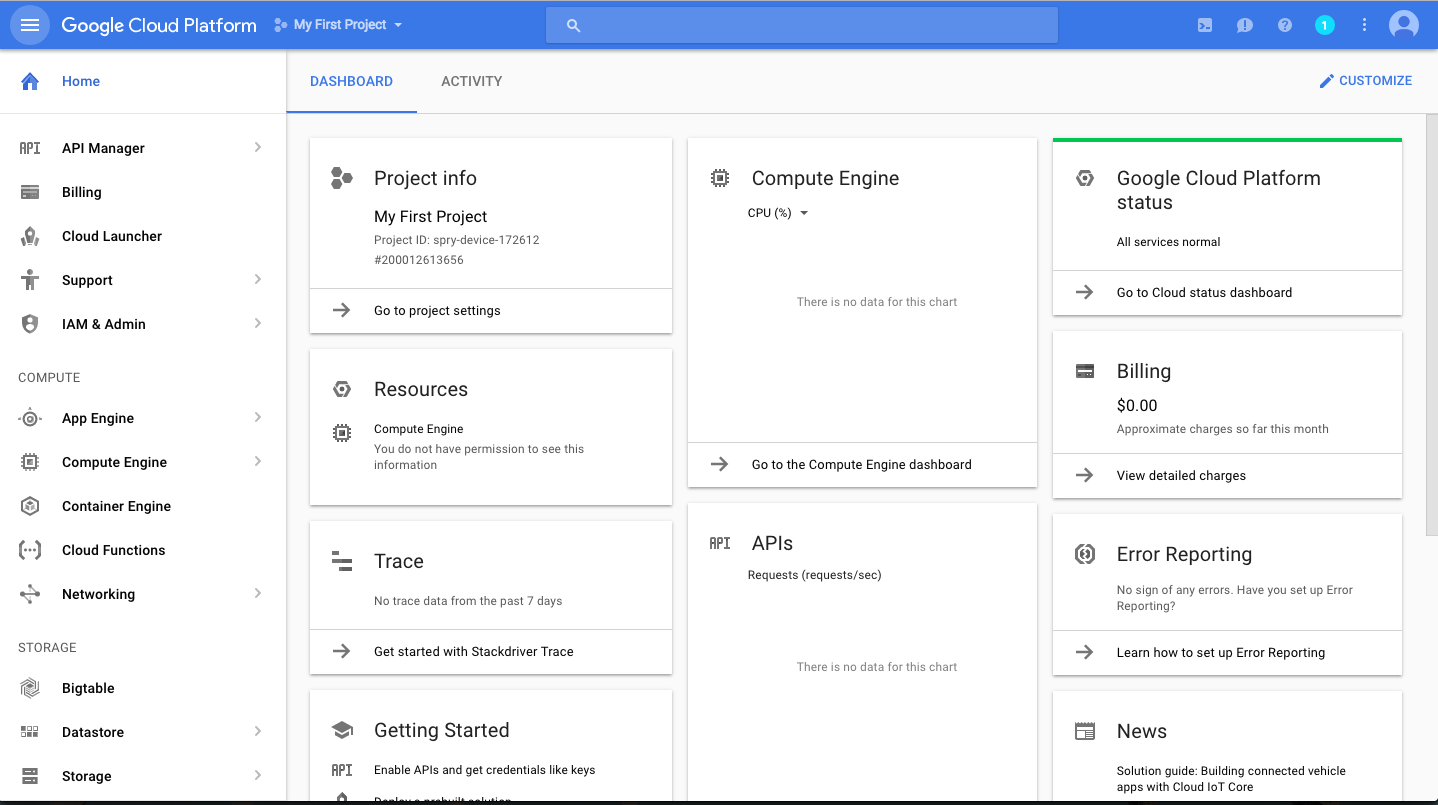 Google Cloud Platform
My First Project
1
Home
API Manager
Billing
Cloud Launcher
Support
IAM & Admin
COMPUTE
App Engine
Compute Engine
Container Engine
Cloud Functions
Networking
STORAGE
Bigtable
Datastore
Storage
DASHBOARD
ACTIVITY
CUSTOMIZE
Project info
My First Project
Project ID: spry-device-172612
#200012613656
Go to project settings
Resources
Compute Engine
You do not have permission to see this
information
Trace
No trace data from the past 7 days
Get started with Stackdriver Trace
Getting Started
API
Enable APIs and get credentials like keys
Deploy a prebuilt solution
Compute Engine
CPU (%)
There is no data for this chart
Go to the Compute Engine dashboard
API
APIs
Requests (requests/sec)
There is no data for this chart
Google Cloud Platform
status
All services normal
Go to Cloud status dashboard
Billing
$0.00
Approximate charges so far this month
View detailed charges
Error Reporting
No sign of any errors. Have you set up Error
Reporting?
Learn how to set up Error Reporting
News
Solution guide: Building connected vehicle
apps with Cloud IoT Core